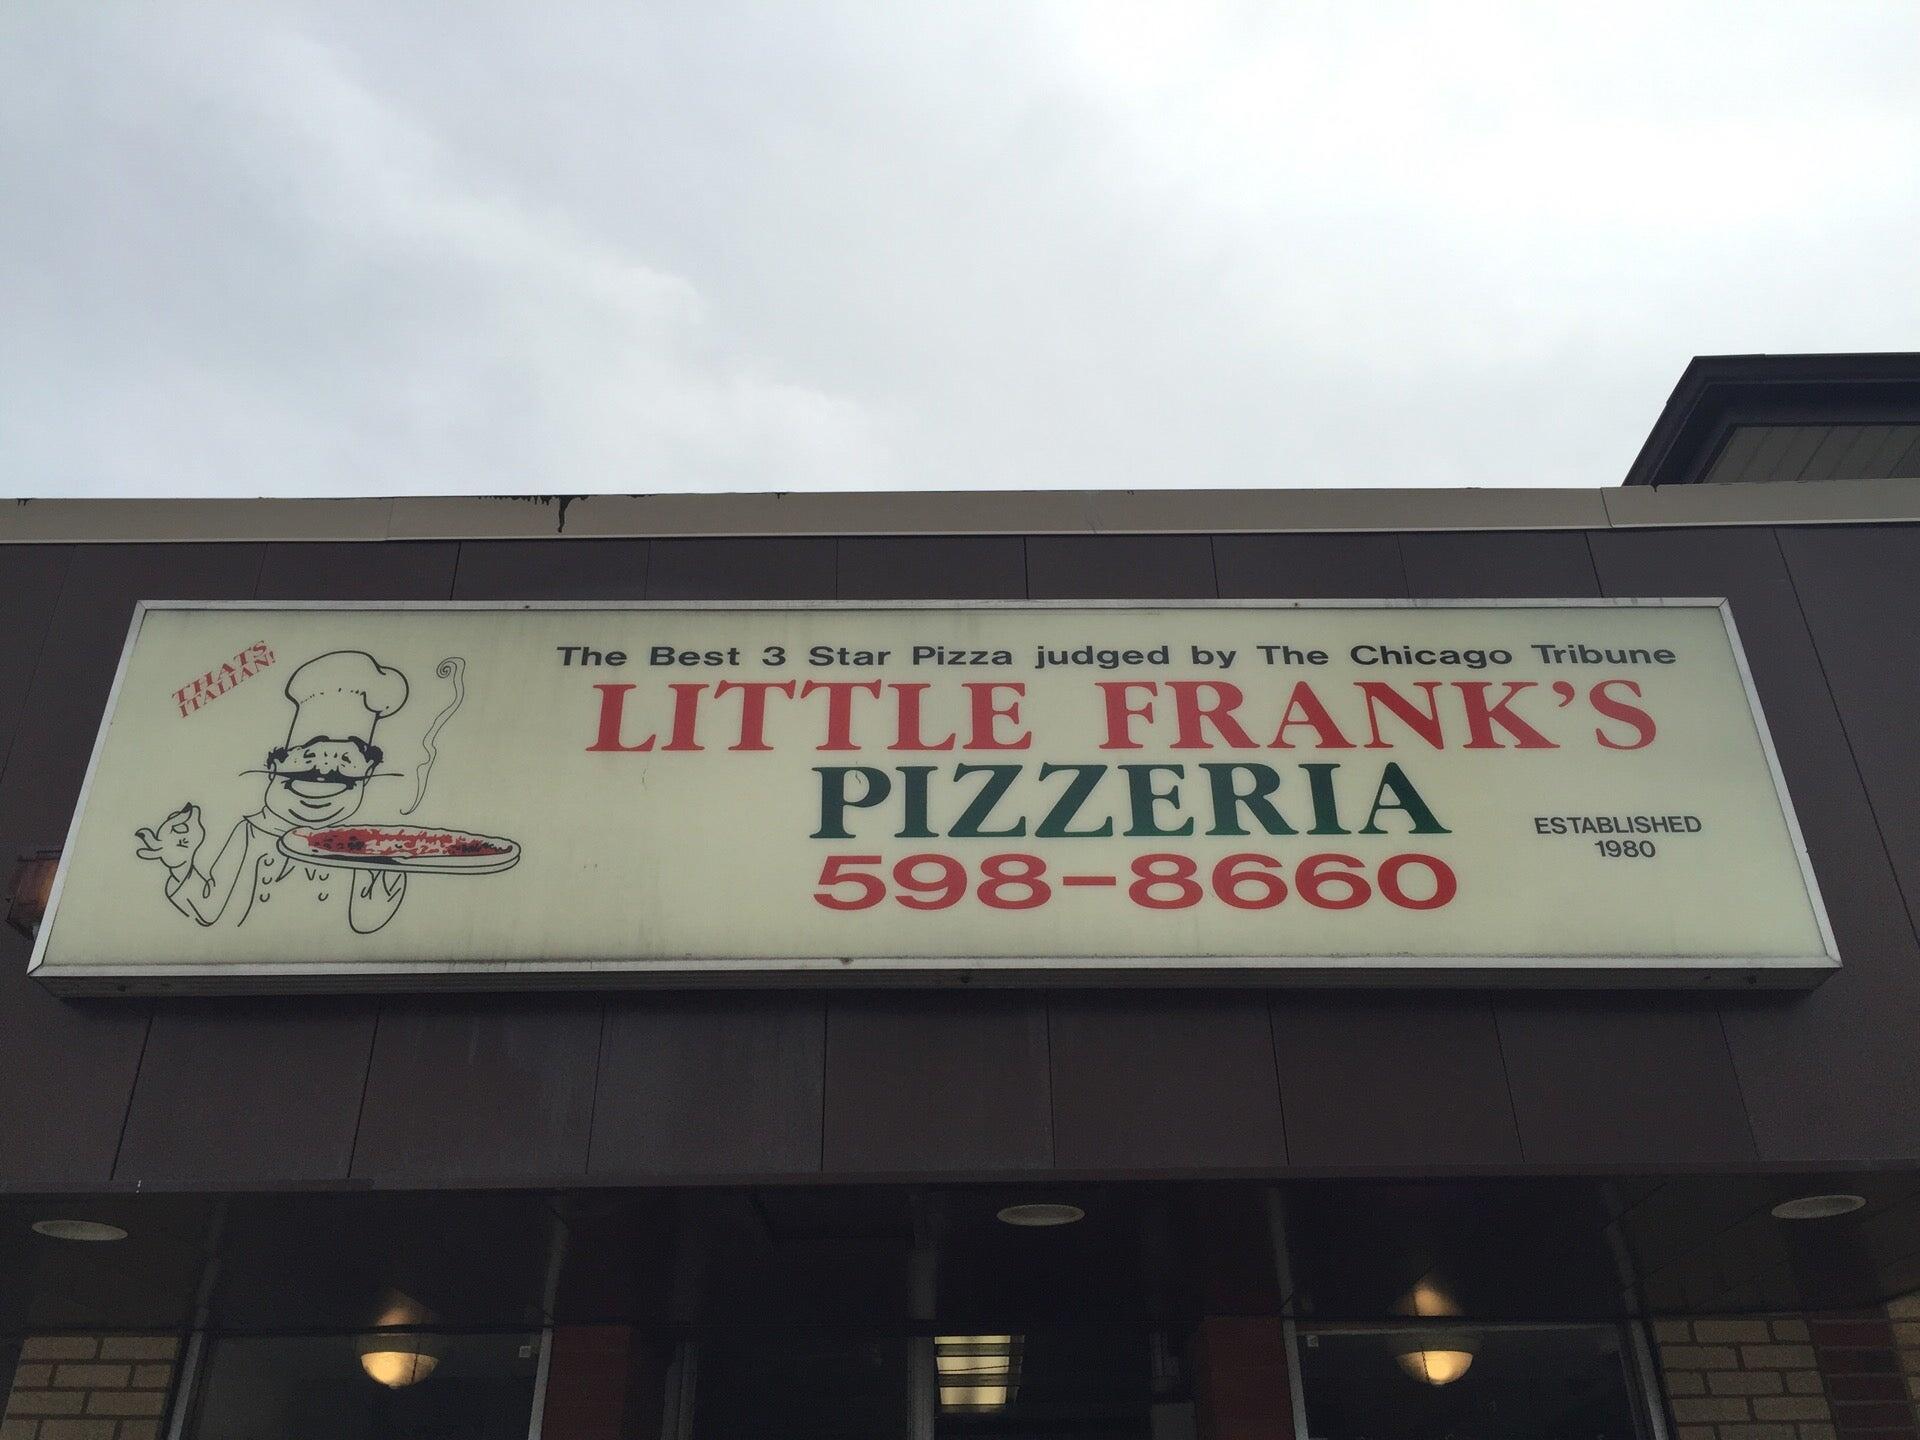 THATS
ITALIAN!
The Best 3 Star Pizza judged by The Chicago Tribune
LITTLE FRANK'S
PIZZERIA
598-8660
ESTABLISHED
1980